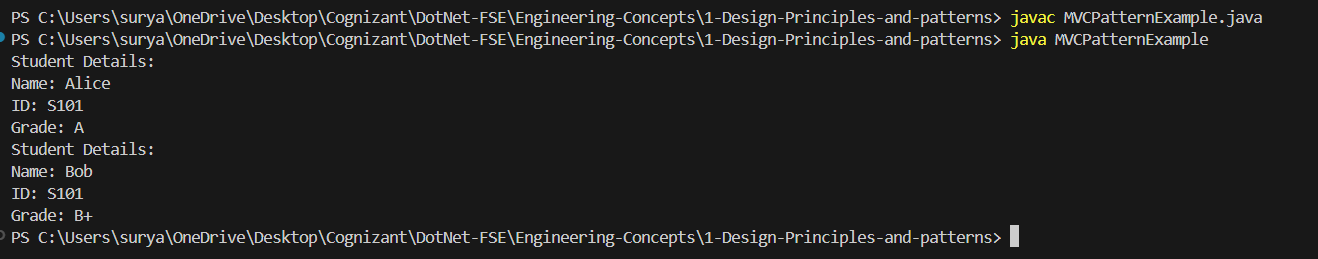 PS C:\Users\surya\OneDrive\Desktop\Cognizant\DotNet-FSE\Engineering-Concepts\1-Design-Principles-and-patterns> javac MVCPatternExample.java
PS C:\Users\surya\OneDrive\Desktop\Cognizant\DotNet-FSE\Engineering-Concepts\1-Design-Principles-and-patterns> java MVCPatternExample
Student Details:
Name: Alice
ID: S101
Grade: A
Student Details:
Name: Bob
ID: S101
Grade: B+
PS C:\Users\surya\OneDrive\Desktop\Cognizant\DotNet-FSE\Engineering-Concepts\1-Design-Principles-and-patterns>